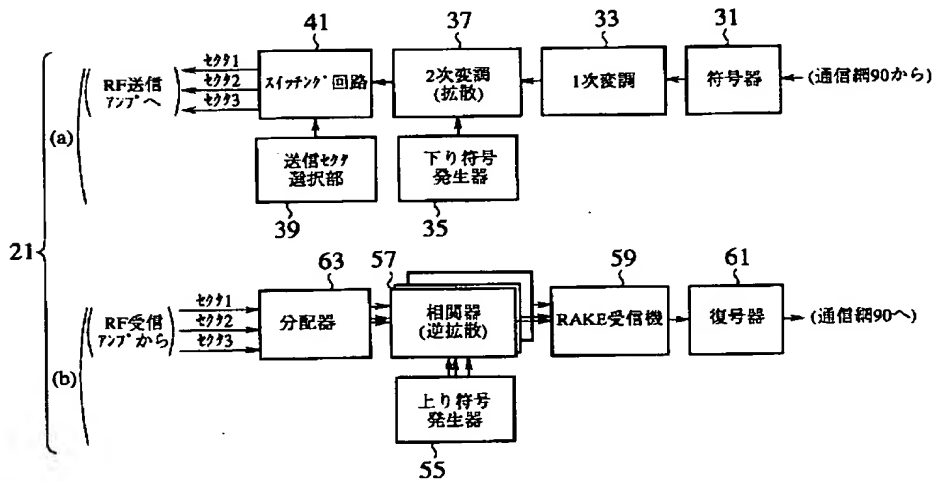 41
37
33
31
セクタ1
セクタ2
セクタ3
(RF送信
アンプへ)
スイッチング回路
2次変調
(拡散)
1次変調
符号器
(通信網90から)
(a)
送信セクタ
選択部
下り符号
発生器
39
35
21
63
57
59
61
セクタ1
セクタ2
セクタ3
(RF受信
アンプから)
分配器
相関器
(逆拡散)
RAKE受信機
復号器
(通信網90へ)
(b)
上り符号
発生器
55